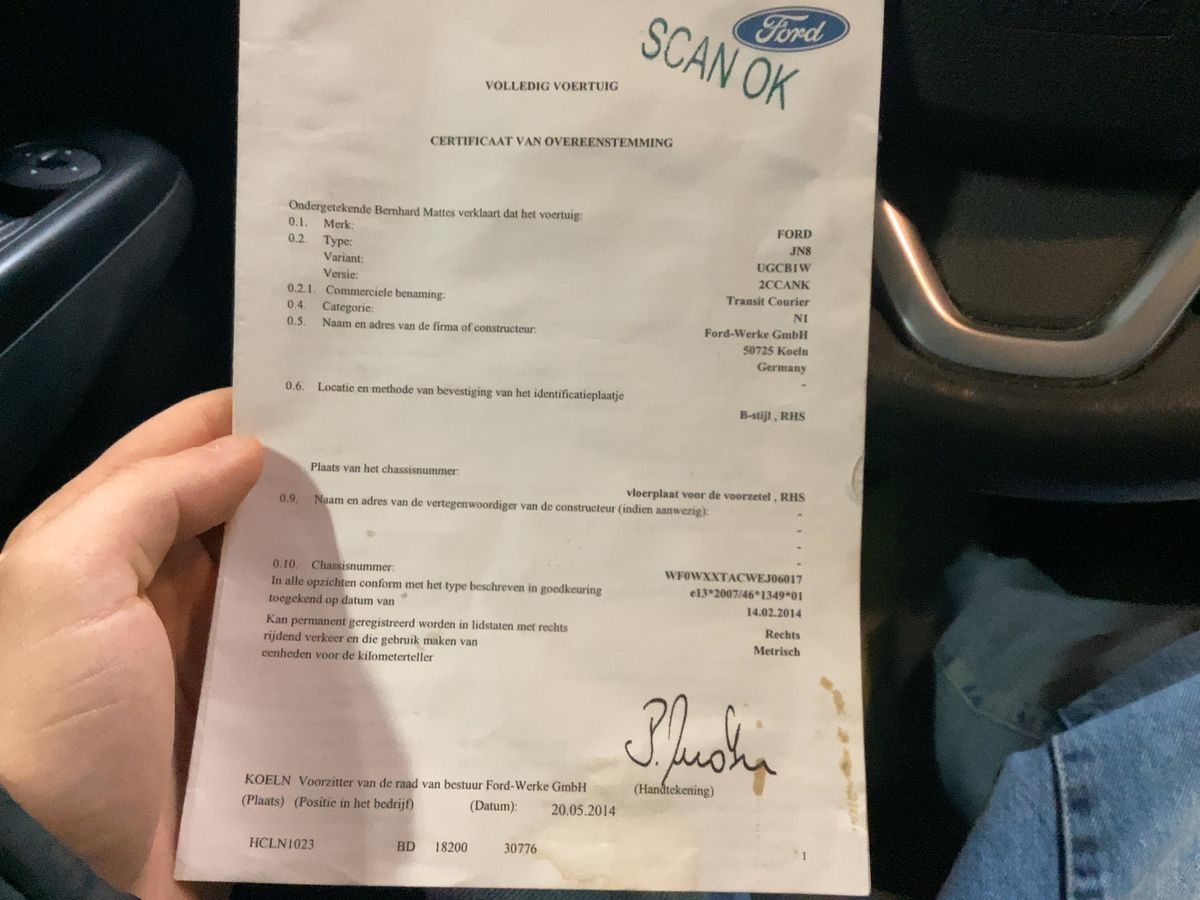 Ford
SCAN OK
VOLLEDIG VOERTUIG
CERTIFICAAT VAN OVEREENSTEMMING
Ondergetekende Bernhard Mattes verklaart dat het voertuig:
0.1. Merk: FORD
0.2. Type: JN8
Variant: UGCB1W
Versie: 2CCANK
0.2.1. Commerciele benaming: Transit Courier
0.4. Categorie: N1
0.5. Naam en adres van de firma of constructeur: Ford-Werke GmbH
50725 Koeln
Germany
-
0.6. Locatie en methode van bevestiging van het identificatieplaatje
B-stijl , RHS
Plaats van het chassisnummer:
vloerplaat voor de voorzetel , RHS
0.9. Naam en adres van de vertegenwoordiger van de constructeur (indien aanwezig): -
-
-
-
0.10. Chassisnummer: WF0WXXTACWEJ06017
In alle opzichten conform met het type beschreven in goedkeuring e13*2007/46*1349*01
toegekend op datum van 14.02.2014
Kan permanent geregistreerd worden in lidstaten met rechts Rechts
rijdend verkeer en die gebruik maken van Metrisch
eenheden voor de kilometerteller
KOELN Voorzitter van de raad van bestuur Ford-Werke GmbH (Handtekening)
(Plaats) (Positie in het bedrijf) (Datum): 20.05.2014
HCLN1023 BD 18200 30776 1